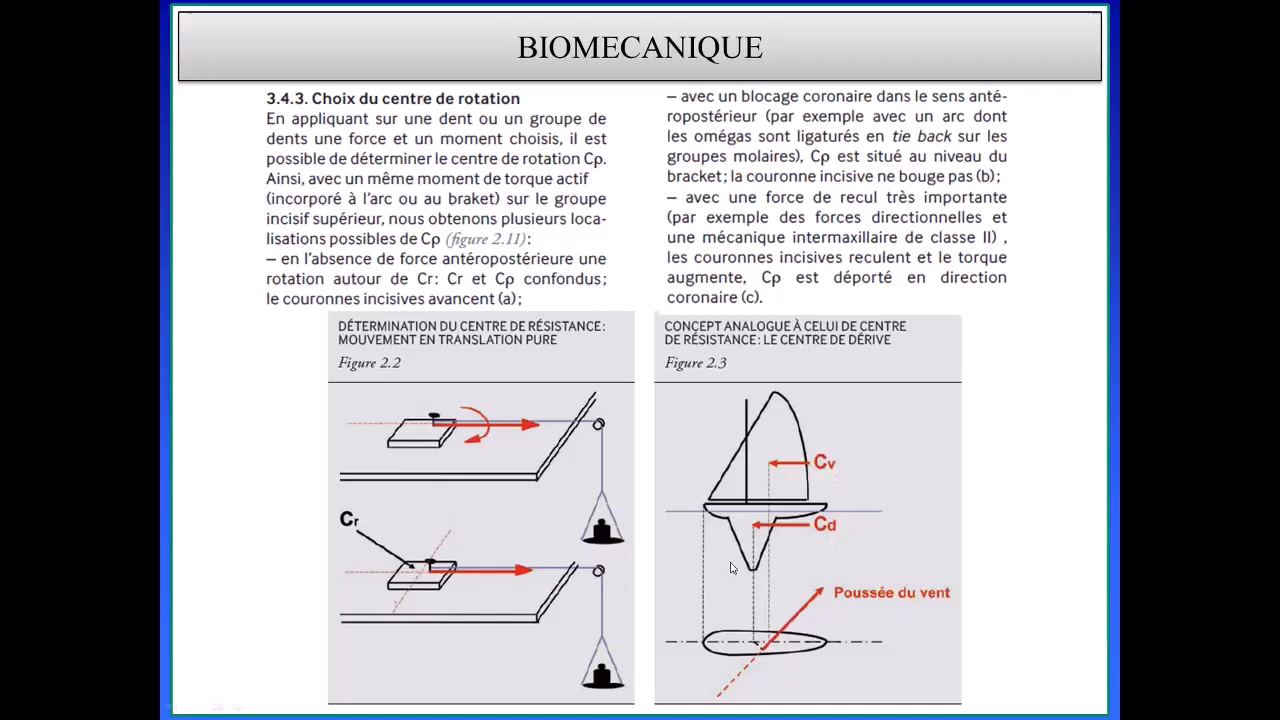 BIOMECANIQUE
3.4.3. Choix du centre de rotation
En appliquant sur une dent ou un groupe de
dents une force et un moment choisis, il est
possible de déterminer le centre de rotation Cρ.
Ainsi, avec un même moment de torque actif
(incorporé à l'arc ou au braket) sur le groupe
incisif supérieur, nous obtenons plusieurs loca-
lisations possibles de Cρ (figure 2.11) :
– en l'absence de force antéropostérieure une
rotation autour de Cr: Cr et Cρ confondus;
le couronnes incisives avancent (a);
– avec un blocage coronaire dans le sens anté-
ropostérieur (par exemple avec un arc dont
les omégas sont ligaturés en tie back sur les
groupes molaires), Cρ est situé au niveau du
bracket; la couronne incisive ne bouge pas (b);
– avec une force de recul très importante
(par exemple des forces directionnelles et
une mécanique intermaxillaire de classe II) ,
les couronnes incisives reculent et le torque
augmente, Cρ est déporté en direction
coronaire (c).
DÉTERMINATION DU CENTRE DE RÉSISTANCE :
MOUVEMENT EN TRANSLATION PURE
Figure 2.2
Cr
CONCEPT ANALOGUE À CELUI DE CENTRE
DE RÉSISTANCE : LE CENTRE DE DÉRIVE
Figure 2.3
Cv
Cd
Poussée du vent